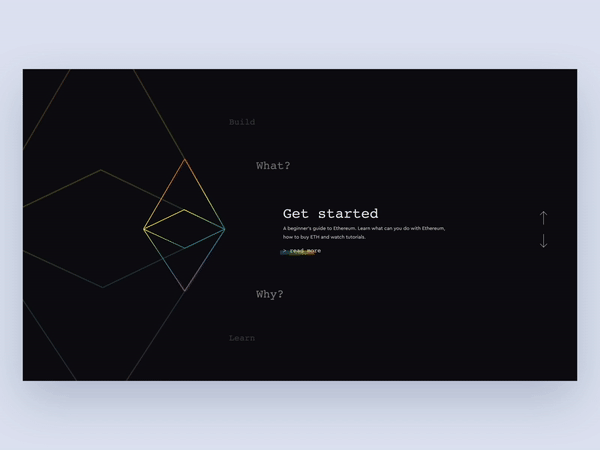 Build
What?
Get started
A beginner's guide to Ethereum. Learn what can you do with Ethereum,
how to buy ETH and watch tutorials.
> read more
Why?
Learn